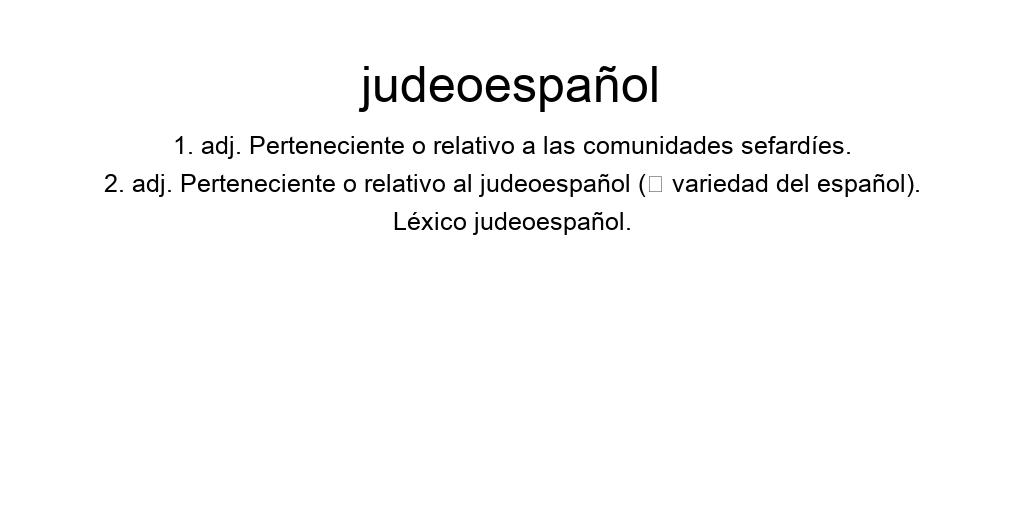 judeoespañol
1. adj. Perteneciente o relativo a las comunidades sefardíes.
2. adj. Perteneciente o relativo al judeoespañol (▯ variedad del español).
Léxico judeoespañol.